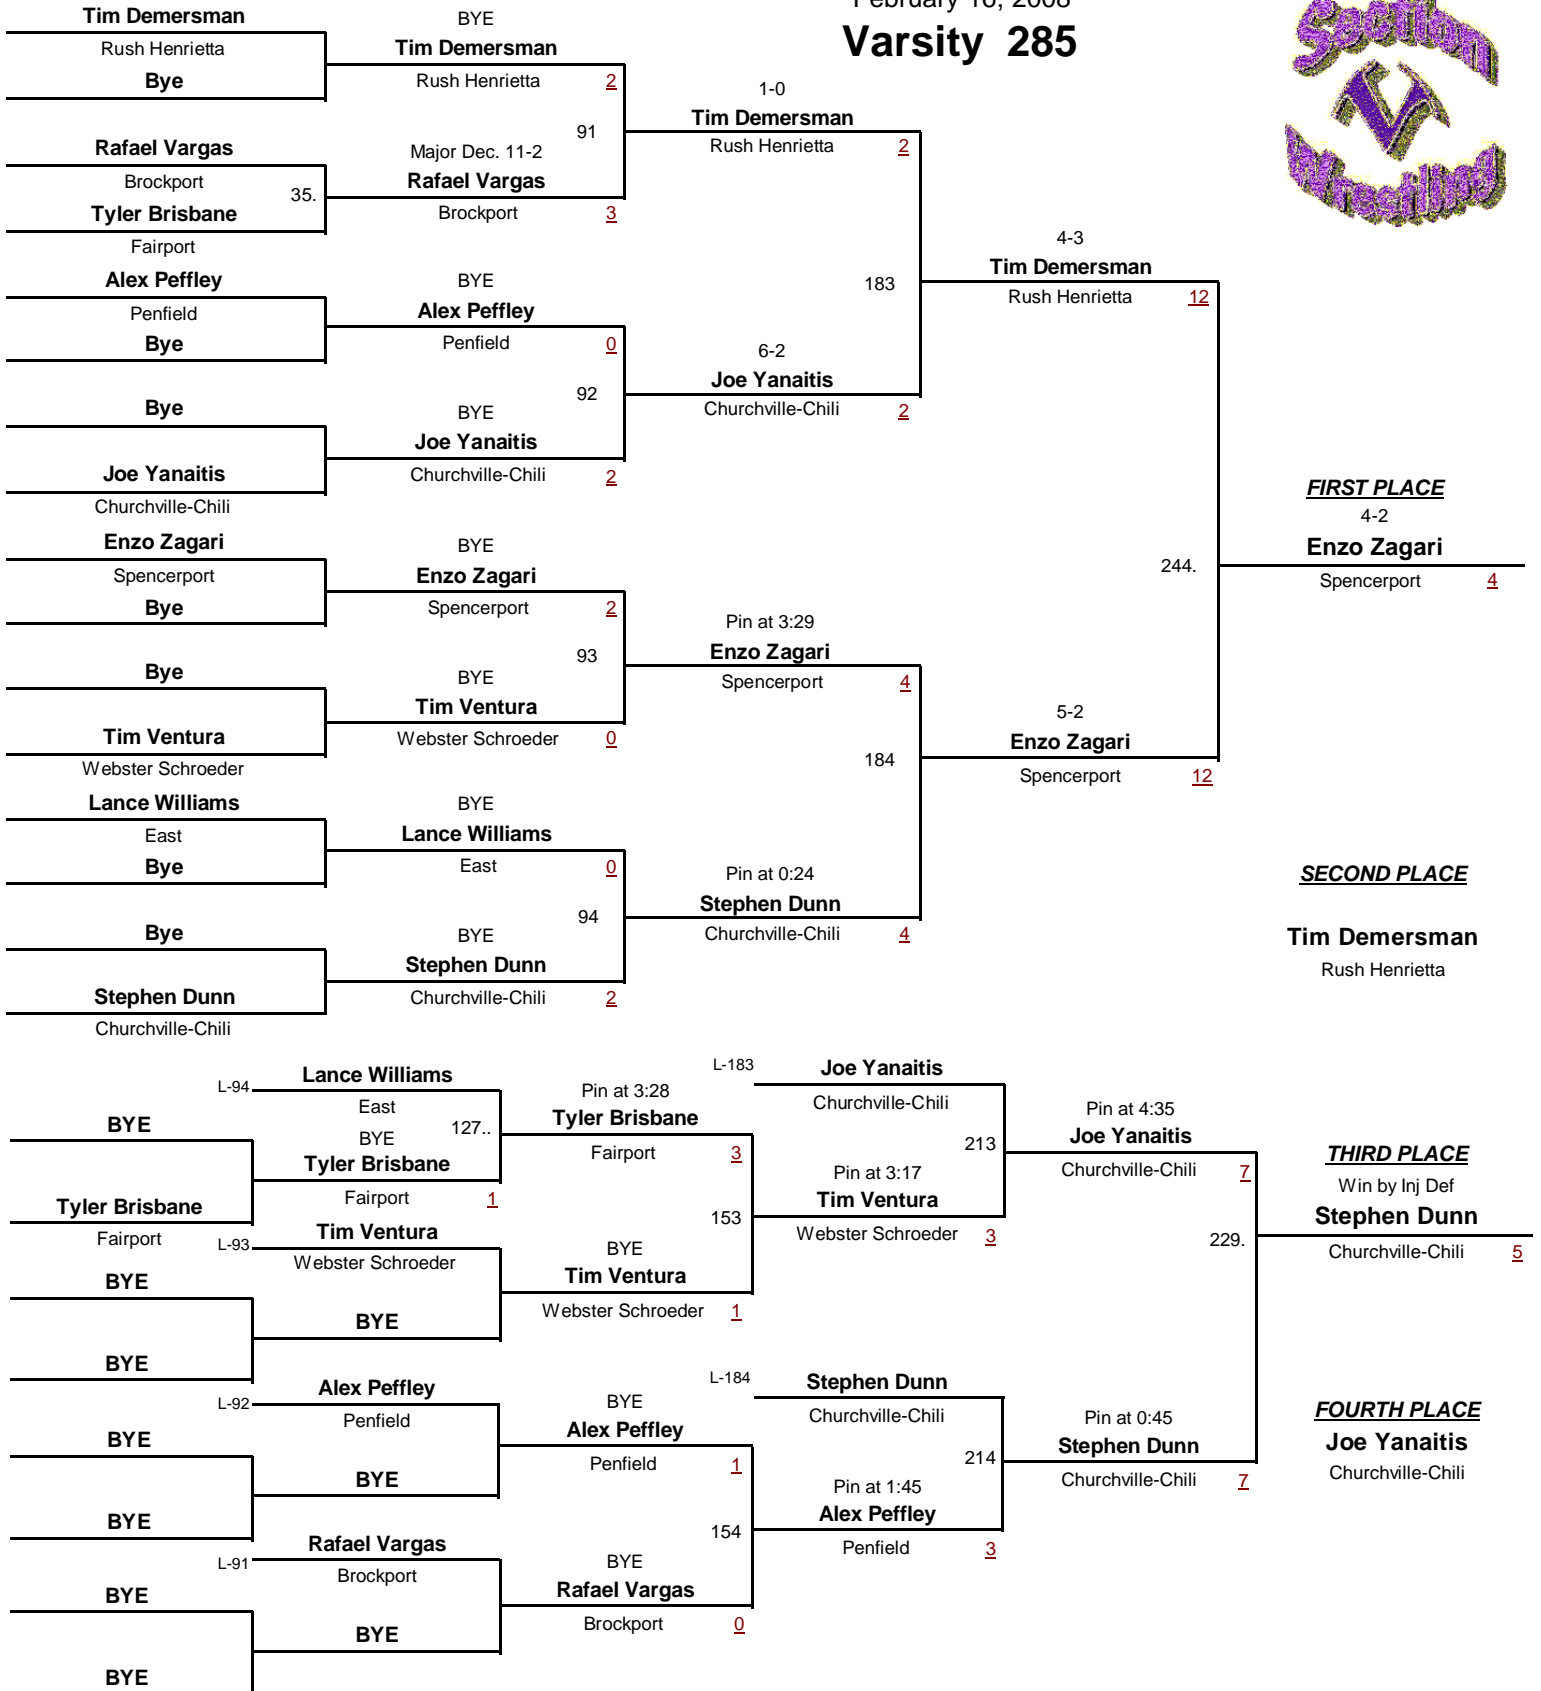 February 16, 2008
Varsity 285
Section
V
Wrestling
Tim Demersman
Rush Henrietta
Bye
Rafael Vargas
Brockport
35.
Tyler Brisbane
Fairport
Alex Peffley
Penfield
Bye
Bye
Joe Yanaitis
Churchville-Chili
Enzo Zagari
Spencerport
Bye
Bye
Tim Ventura
Webster Schroeder
Lance Williams
East
Bye
Bye
Stephen Dunn
Churchville-Chili
BYE
Tim Demersman
Rush Henrietta 2
91
Major Dec. 11-2
Rafael Vargas
Brockport 3
BYE
Alex Peffley
Penfield 0
92
BYE
Joe Yanaitis
Churchville-Chili 2
BYE
Enzo Zagari
Spencerport 2
93
BYE
Tim Ventura
Webster Schroeder 0
BYE
Lance Williams
East 0
94
BYE
Stephen Dunn
Churchville-Chili 2
1-0
Tim Demersman
Rush Henrietta 2
183
6-2
Joe Yanaitis
Churchville-Chili 2
Pin at 3:29
Enzo Zagari
Spencerport 4
184
Pin at 0:24
Stephen Dunn
Churchville-Chili 4
4-3
Tim Demersman
Rush Henrietta 12
244.
5-2
Enzo Zagari
Spencerport 12
FIRST PLACE
4-2
Enzo Zagari
Spencerport 4
SECOND PLACE
Tim Demersman
Rush Henrietta
BYE
Tyler Brisbane
Fairport
BYE
BYE
BYE
BYE
BYE
BYE
L-94
Lance Williams
East
127..
BYE
Tyler Brisbane
Fairport 1
L-93
Tim Ventura
Webster Schroeder
BYE
L-92
Alex Peffley
Penfield
BYE
L-91
Rafael Vargas
Brockport
BYE
Pin at 3:28
Tyler Brisbane
Fairport 3
153
BYE
Tim Ventura
Webster Schroeder 1
BYE
Alex Peffley
Penfield 1
154
BYE
Rafael Vargas
Brockport 0
L-183
Joe Yanaitis
Churchville-Chili
213
Pin at 3:17
Tim Ventura
Webster Schroeder 3
L-184
Stephen Dunn
Churchville-Chili
214
Pin at 1:45
Alex Peffley
Penfield 3
Pin at 4:35
Joe Yanaitis
Churchville-Chili 7
229.
Pin at 0:45
Stephen Dunn
Churchville-Chili 7
THIRD PLACE
Win by Inj Def
Stephen Dunn
Churchville-Chili 5
FOURTH PLACE
Joe Yanaitis
Churchville-Chili